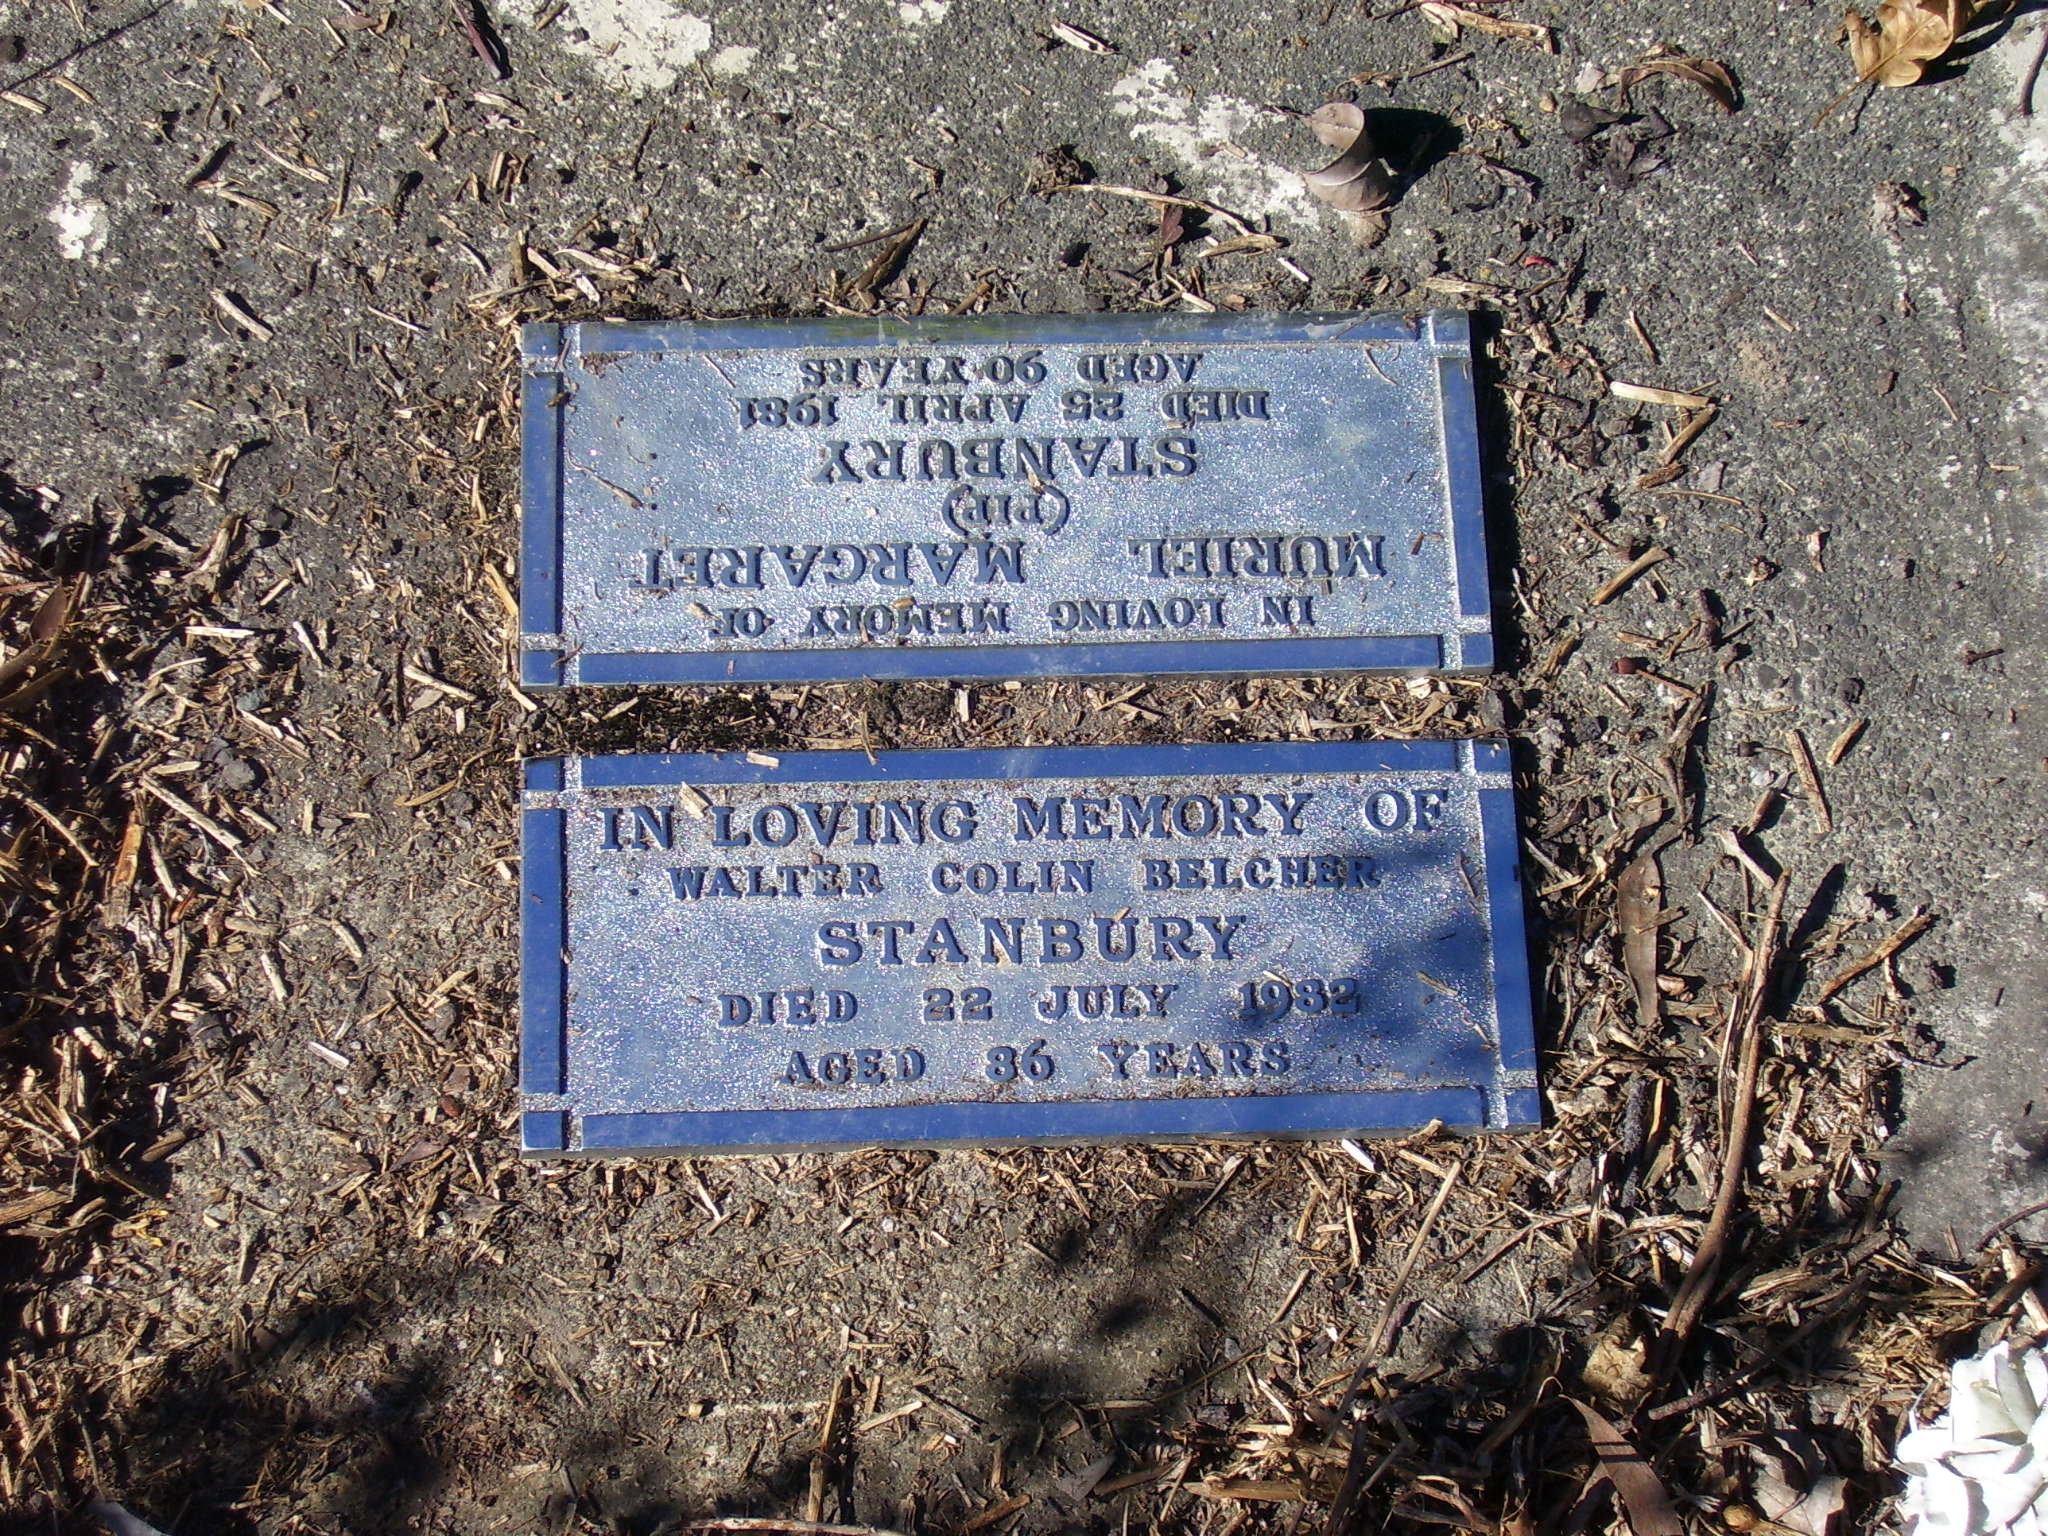 IN LOVING MEMORY OF
MURIEL MARGARET
(PIP)
STANBURY
DIED 25 APRIL 1981
AGED 90 YEARS
IN LOVING MEMORY OF
WALTER COLIN BELCHER
STANBURY
DIED 22 JULY 1982
AGED 86 YEARS